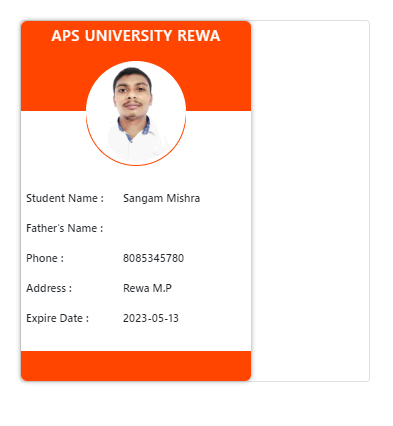 APS UNIVERSITY REWA
Student Name : Sangam Mishra
Father's Name :
Phone : 8085345780
Address : Rewa M.P
Expire Date : 2023-05-13